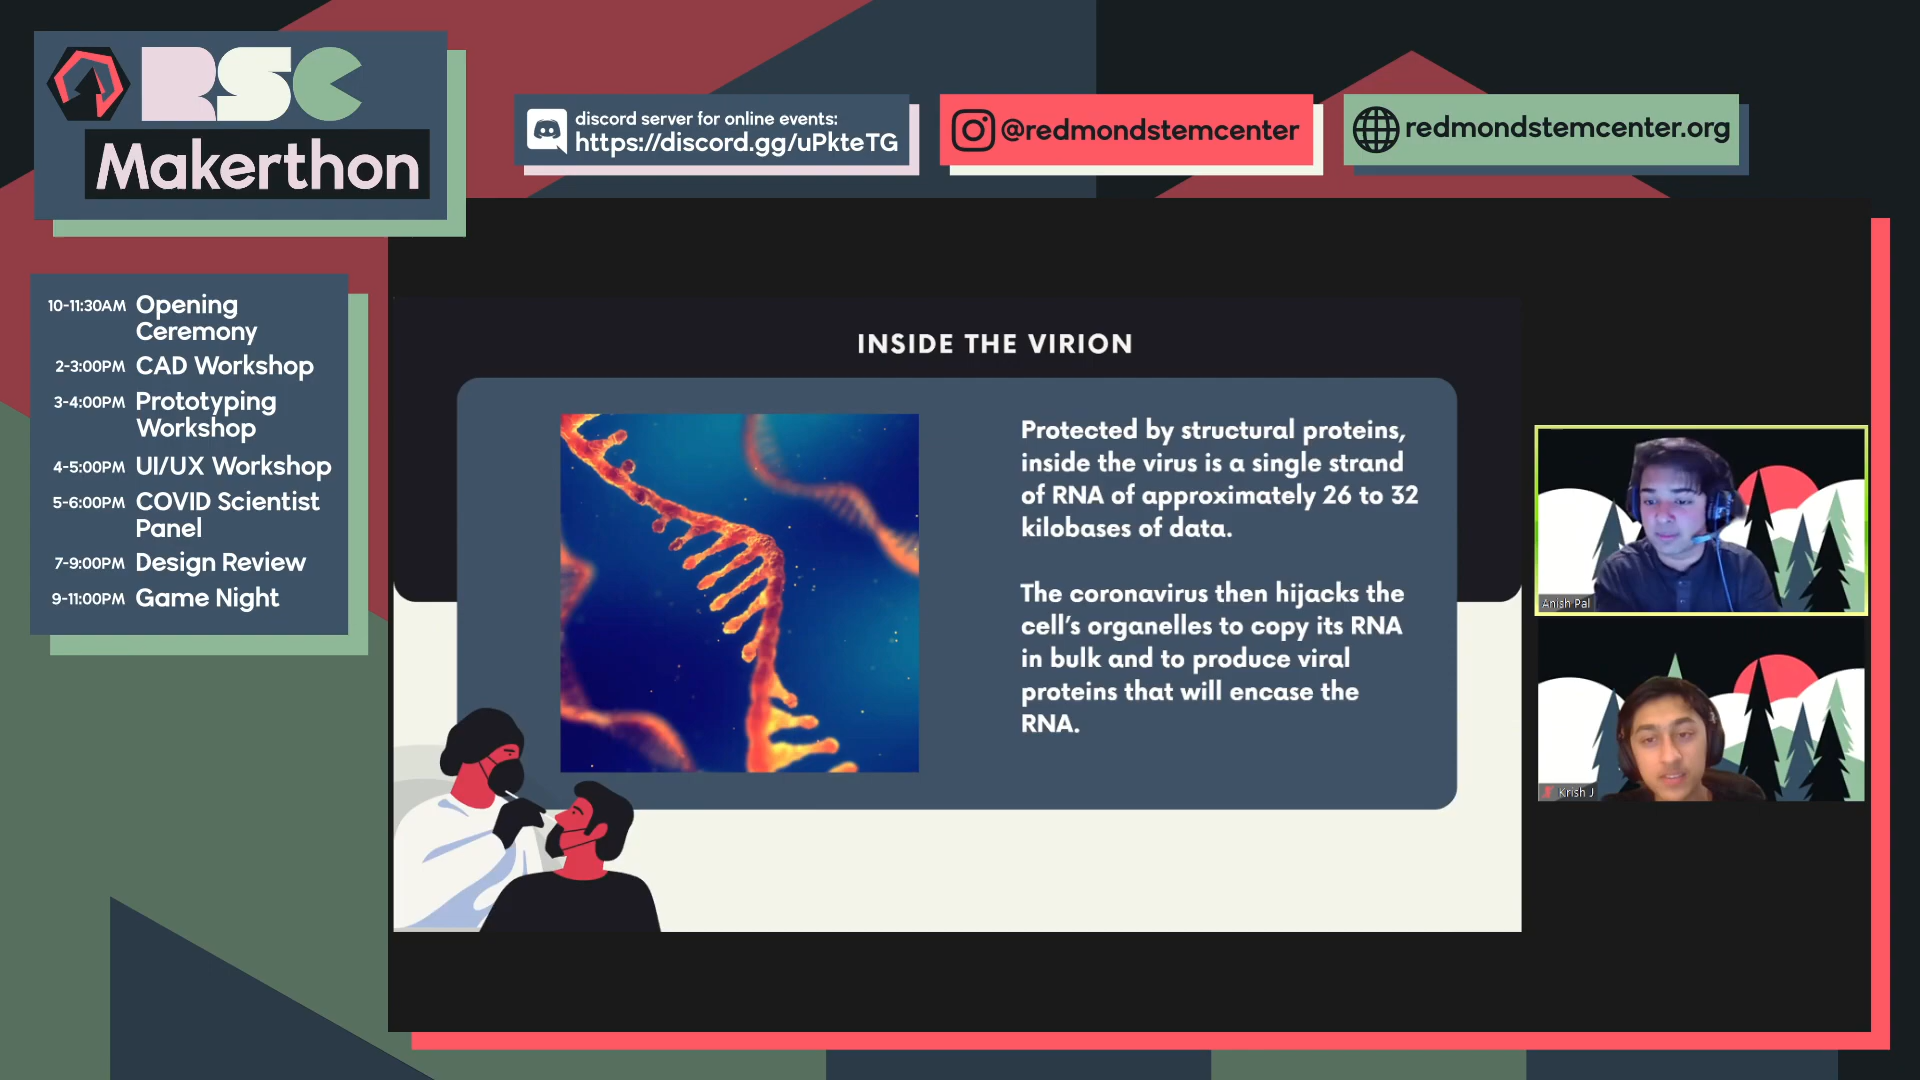 RSC
Makerthon
discord server for online events:
https://discord.gg/uPkteTG
@redmondstemcenter
redmondstemcenter.org
10-11:30AM Opening
Ceremony
2-3:00PM CAD Workshop
3-4:00PM Prototyping
Workshop
4-5:00PM UI/UX Workshop
5-6:00PM COVID Scientist
Panel
7-9:00PM Design Review
9-11:00PM Game Night
INSIDE THE VIRION
Protected by structural proteins,
inside the virus is a single strand
of RNA of approximately 26 to 32
kilobases of data.
The coronavirus then hijacks the
cell's organelles to copy its RNA
in bulk and to produce viral
proteins that will encase the
RNA.
Anish Pal
Krish J